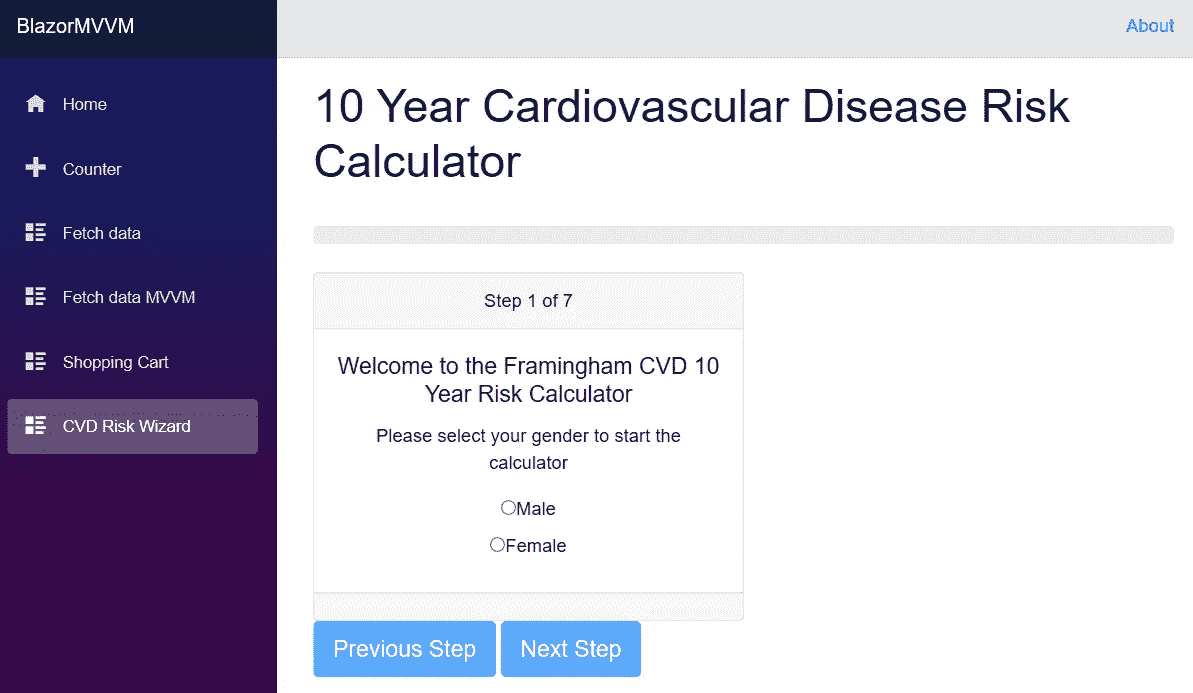 BlazorMVVM
About
Home
Counter
Fetch data
Fetch data MVVM
Shopping Cart
CVD Risk Wizard
10 Year Cardiovascular Disease Risk
Calculator
Step 1 of 7
Welcome to the Framingham CVD 10
Year Risk Calculator
Please select your gender to start the
calculator
Male
Female
Previous Step
Next Step